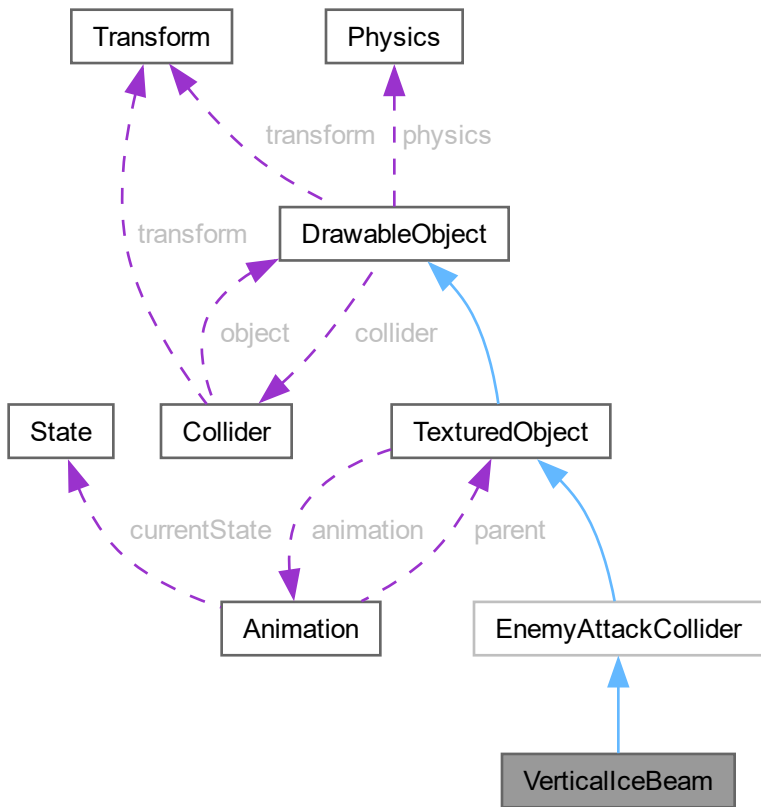 Transform
Physics
transform
physics
DrawableObject
transform
object
collider
State
Collider
TexturedObject
currentState
animation
parent
Animation
EnemyAttackCollider
VerticalIceBeam